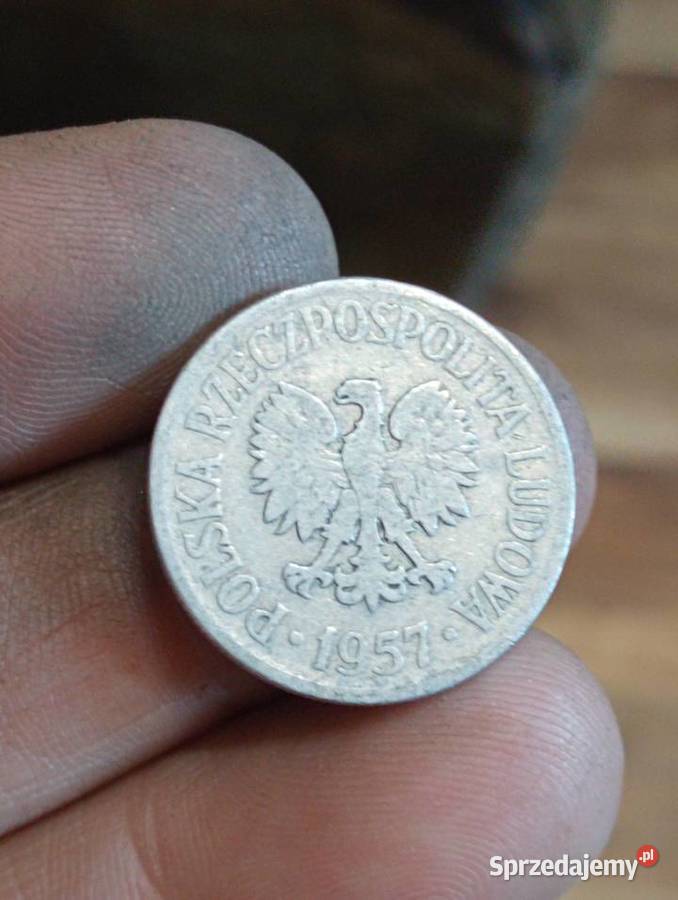 POLSKA RZECZPOSPOLITA LUDOWA
· 1957 ·
Sprzedajemy.pl